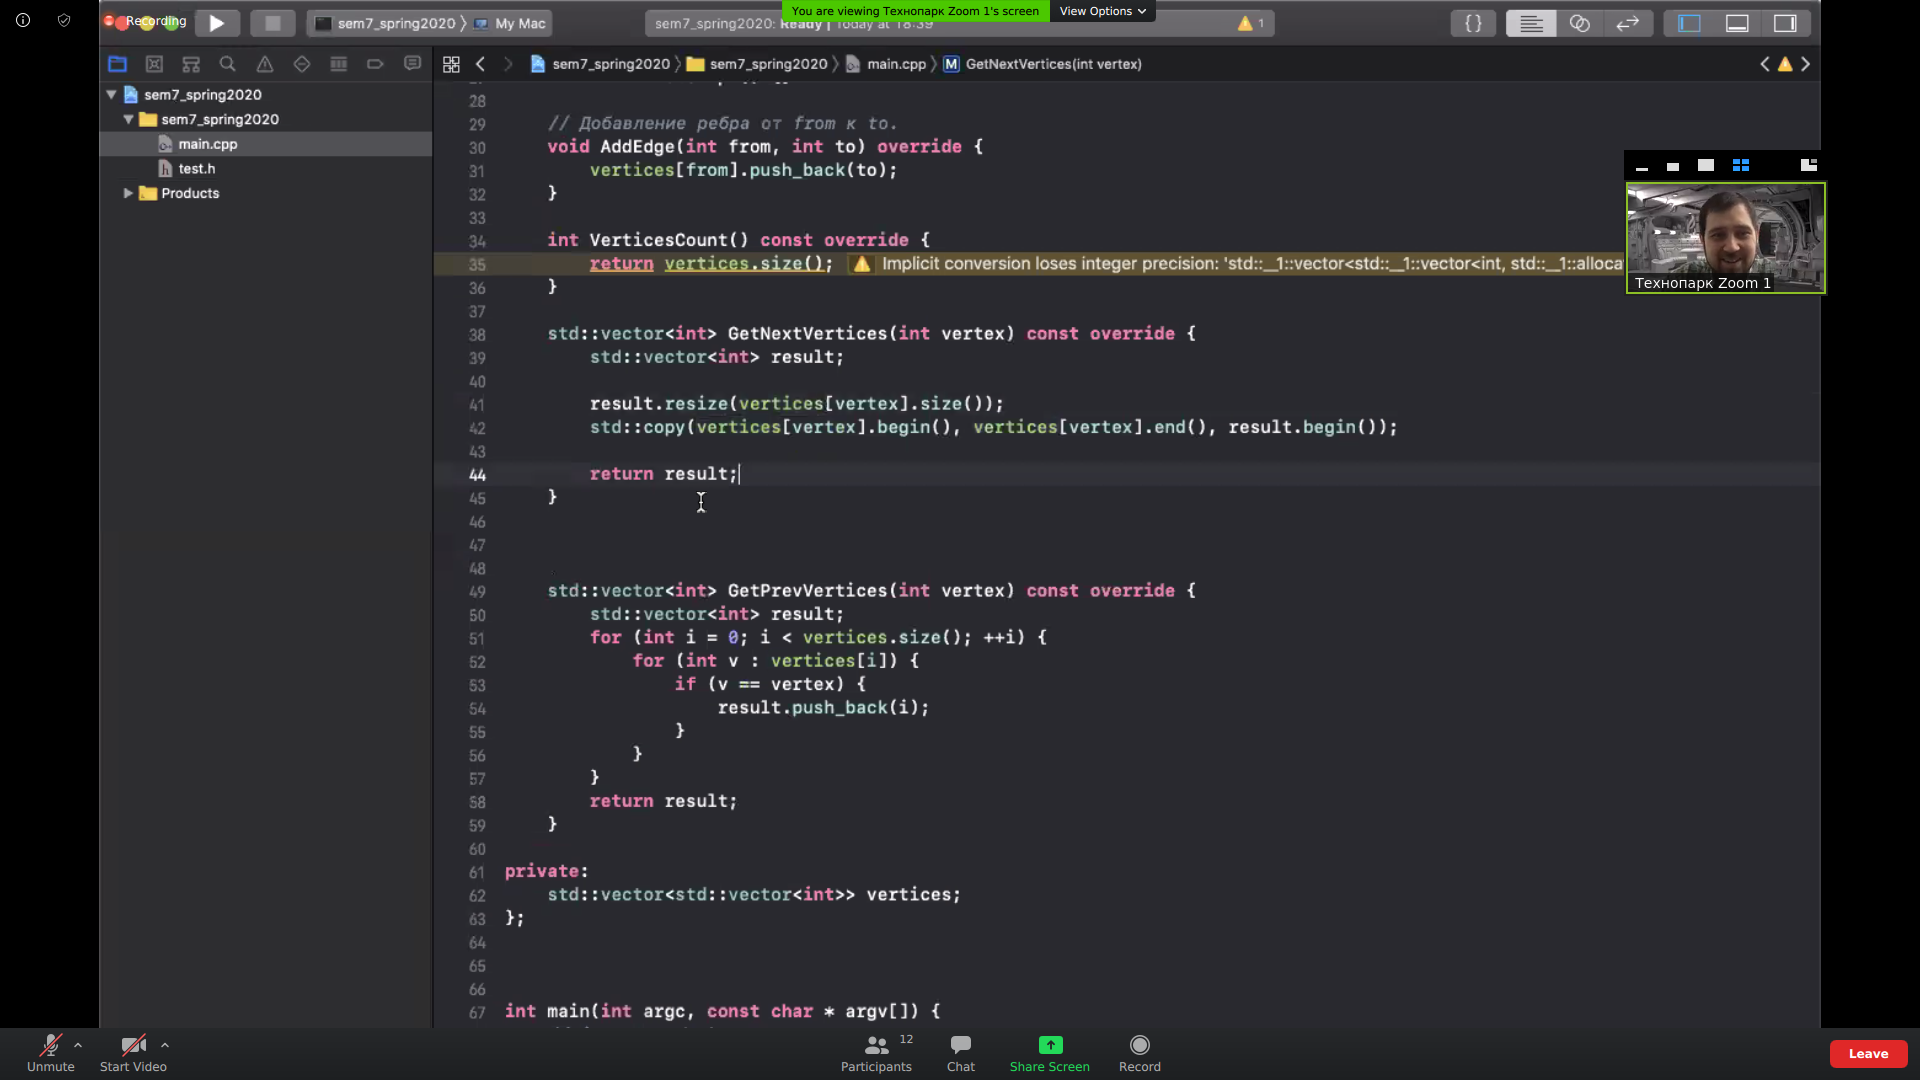 Recording
sem7_spring2020 〉 My Mac
sem7_spring2020: Ready | Today at 18:39
1
You are viewing Технопарк Zoom 1's screen
View Options
sem7_spring2020 〉 sem7_spring2020 〉 main.cpp 〉 M GetNextVertices(int vertex)
sem7_spring2020
sem7_spring2020
main.cpp
test.h
Products
28
29 // Добавление ребра от from к to.
30 void AddEdge(int from, int to) override {
31 vertices[from].push_back(to);
32 }
33
34 int VerticesCount() const override {
35 return vertices.size(); Implicit conversion loses integer precision: 'std::__1::vector<std::__1::vector<int, std::__1::alloca
36 }
37
38 std::vector<int> GetNextVertices(int vertex) const override {
39 std::vector<int> result;
40
41 result.resize(vertices[vertex].size());
42 std::copy(vertices[vertex].begin(), vertices[vertex].end(), result.begin());
43
44 return result;
45 }
46
47
48
49 std::vector<int> GetPrevVertices(int vertex) const override {
50 std::vector<int> result;
51 for (int i = 0; i < vertices.size(); ++i) {
52 for (int v : vertices[i]) {
53 if (v == vertex) {
54 result.push_back(i);
55 }
56 }
57 }
58 return result;
59 }
60
61 private:
62 std::vector<std::vector<int>> vertices;
63 };
64
65
66
67 int main(int argc, const char * argv[]) {
Технопарк Zoom 1
Unmute
Start Video
Participants 12
Chat
Share Screen
Record
Leave